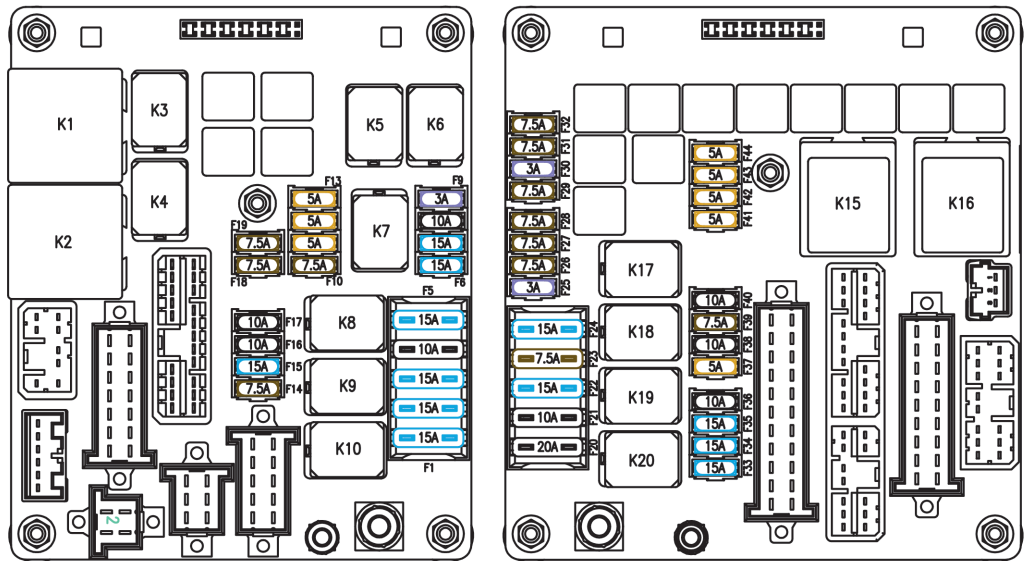 K1
K3
K5
K6
K4
K2
F13
5A
5A
5A
7.5A
F10
F19
7.5A
7.5A
F18
K7
F9
3A
10A
15A
15A
F6
10A F17
10A F16
15A F15
7.5A F14
K8
K9
K10
F5
15A
10A
15A
15A
15A
F1
2
7.5A F32
7.5A F31
3A F30
7.5A F29
7.5A F28
7.5A F27
7.5A F26
3A F25
5A F44
5A F43
5A F42
5A F41
K15
K16
K17
K18
K19
K20
15A F24
7.5A F23
15A F22
10A F21
20A F20
10A F40
7.5A F39
10A F38
5A F37
10A F36
15A F35
15A F34
15A F33